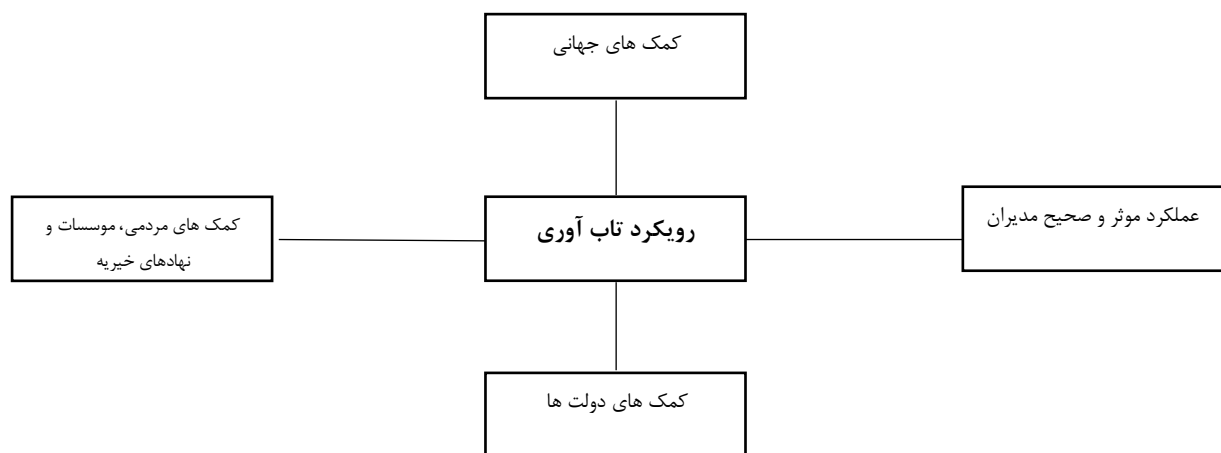 کمک های جهانی
عملکرد موثر و صحیح مدیران
رویکرد تاب آوری
کمک های مردمی، موسسات و
نهادهای خیریه
کمک های دولت ها